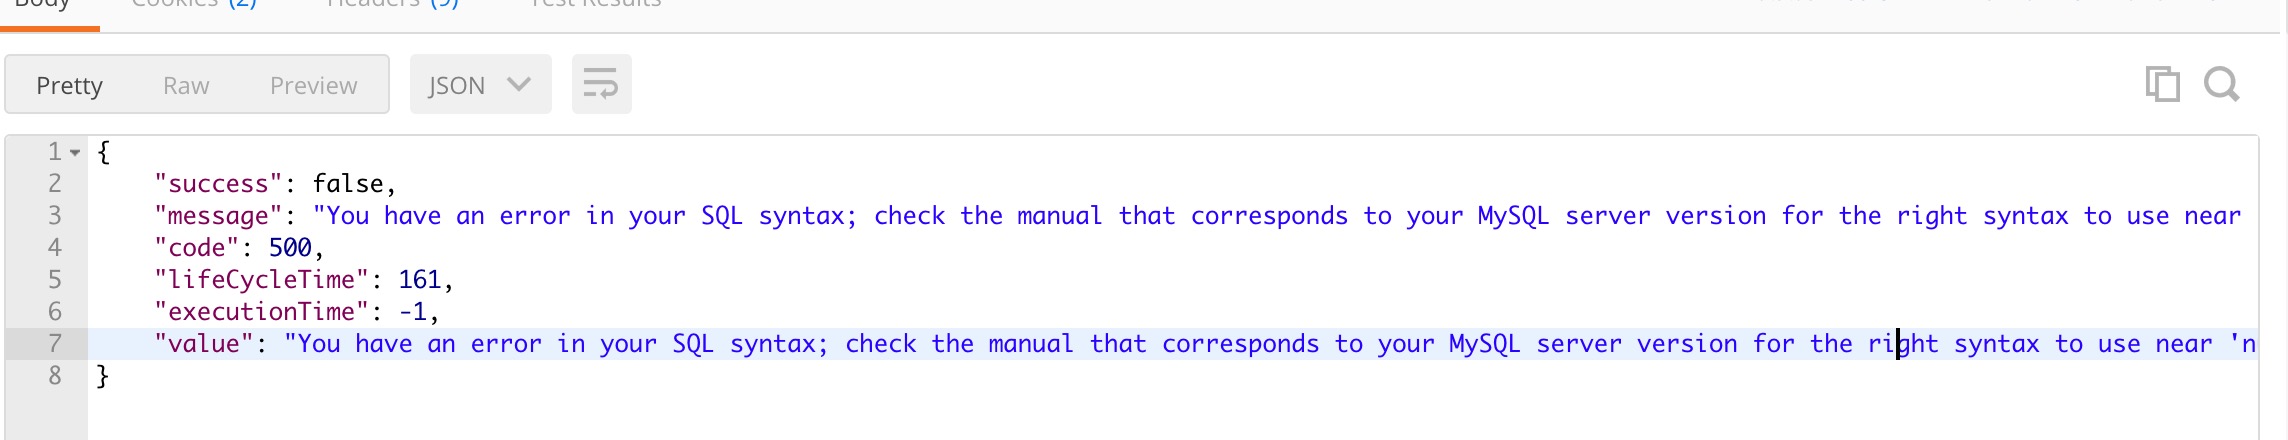 Body Cookies (2) Headers (9) Test Results
Pretty Raw Preview JSON
1 {
2 "success": false,
3 "message": "You have an error in your SQL syntax; check the manual that corresponds to your MySQL server version for the right syntax to use near
4 "code": 500,
5 "lifeCycleTime": 161,
6 "executionTime": -1,
7 "value": "You have an error in your SQL syntax; check the manual that corresponds to your MySQL server version for the right syntax to use near 'n
8 }